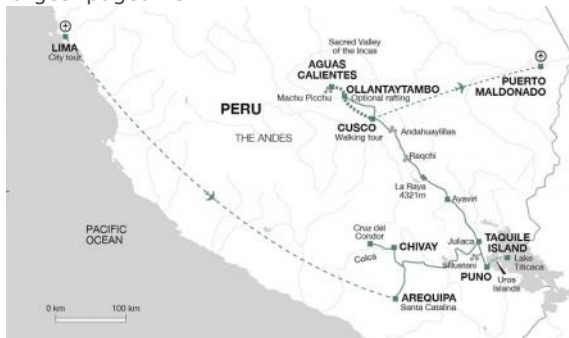 LIMA
City tour
Sacred Valley
of the Incas
AGUAS
CALIENTES
Machu Picchu
OLLANTAYTAMBO
Optional rafting
PERU
THE ANDES
CUSCO
Walking tour
PUERTO
MALDONADO
Andahuaylillas
Raqchi
La Raya
4321m
Ayaviri
PACIFIC
OCEAN
Cruz del
Condor
Colca
CHIVAY
Juliaca
Sillustani
TAQUILE
ISLAND
Lake
Titicaca
PUNO
Uros
Islands
AREQUIPA
Santa Catalina
0 km
100 km